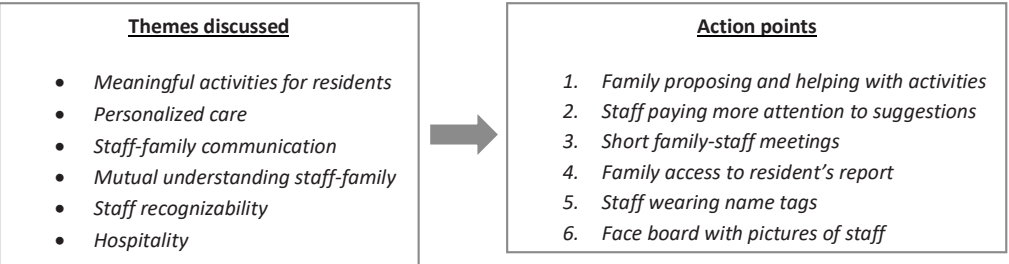 Themes discussed
• Meaningful activities for residents
• Personalized care
• Staff-family communication
• Mutual understanding staff-family
• Staff recognizability
• Hospitality
Action points
1. Family proposing and helping with activities
2. Staff paying more attention to suggestions
3. Short family-staff meetings
4. Family access to resident’s report
5. Staff wearing name tags
6. Face board with pictures of staff